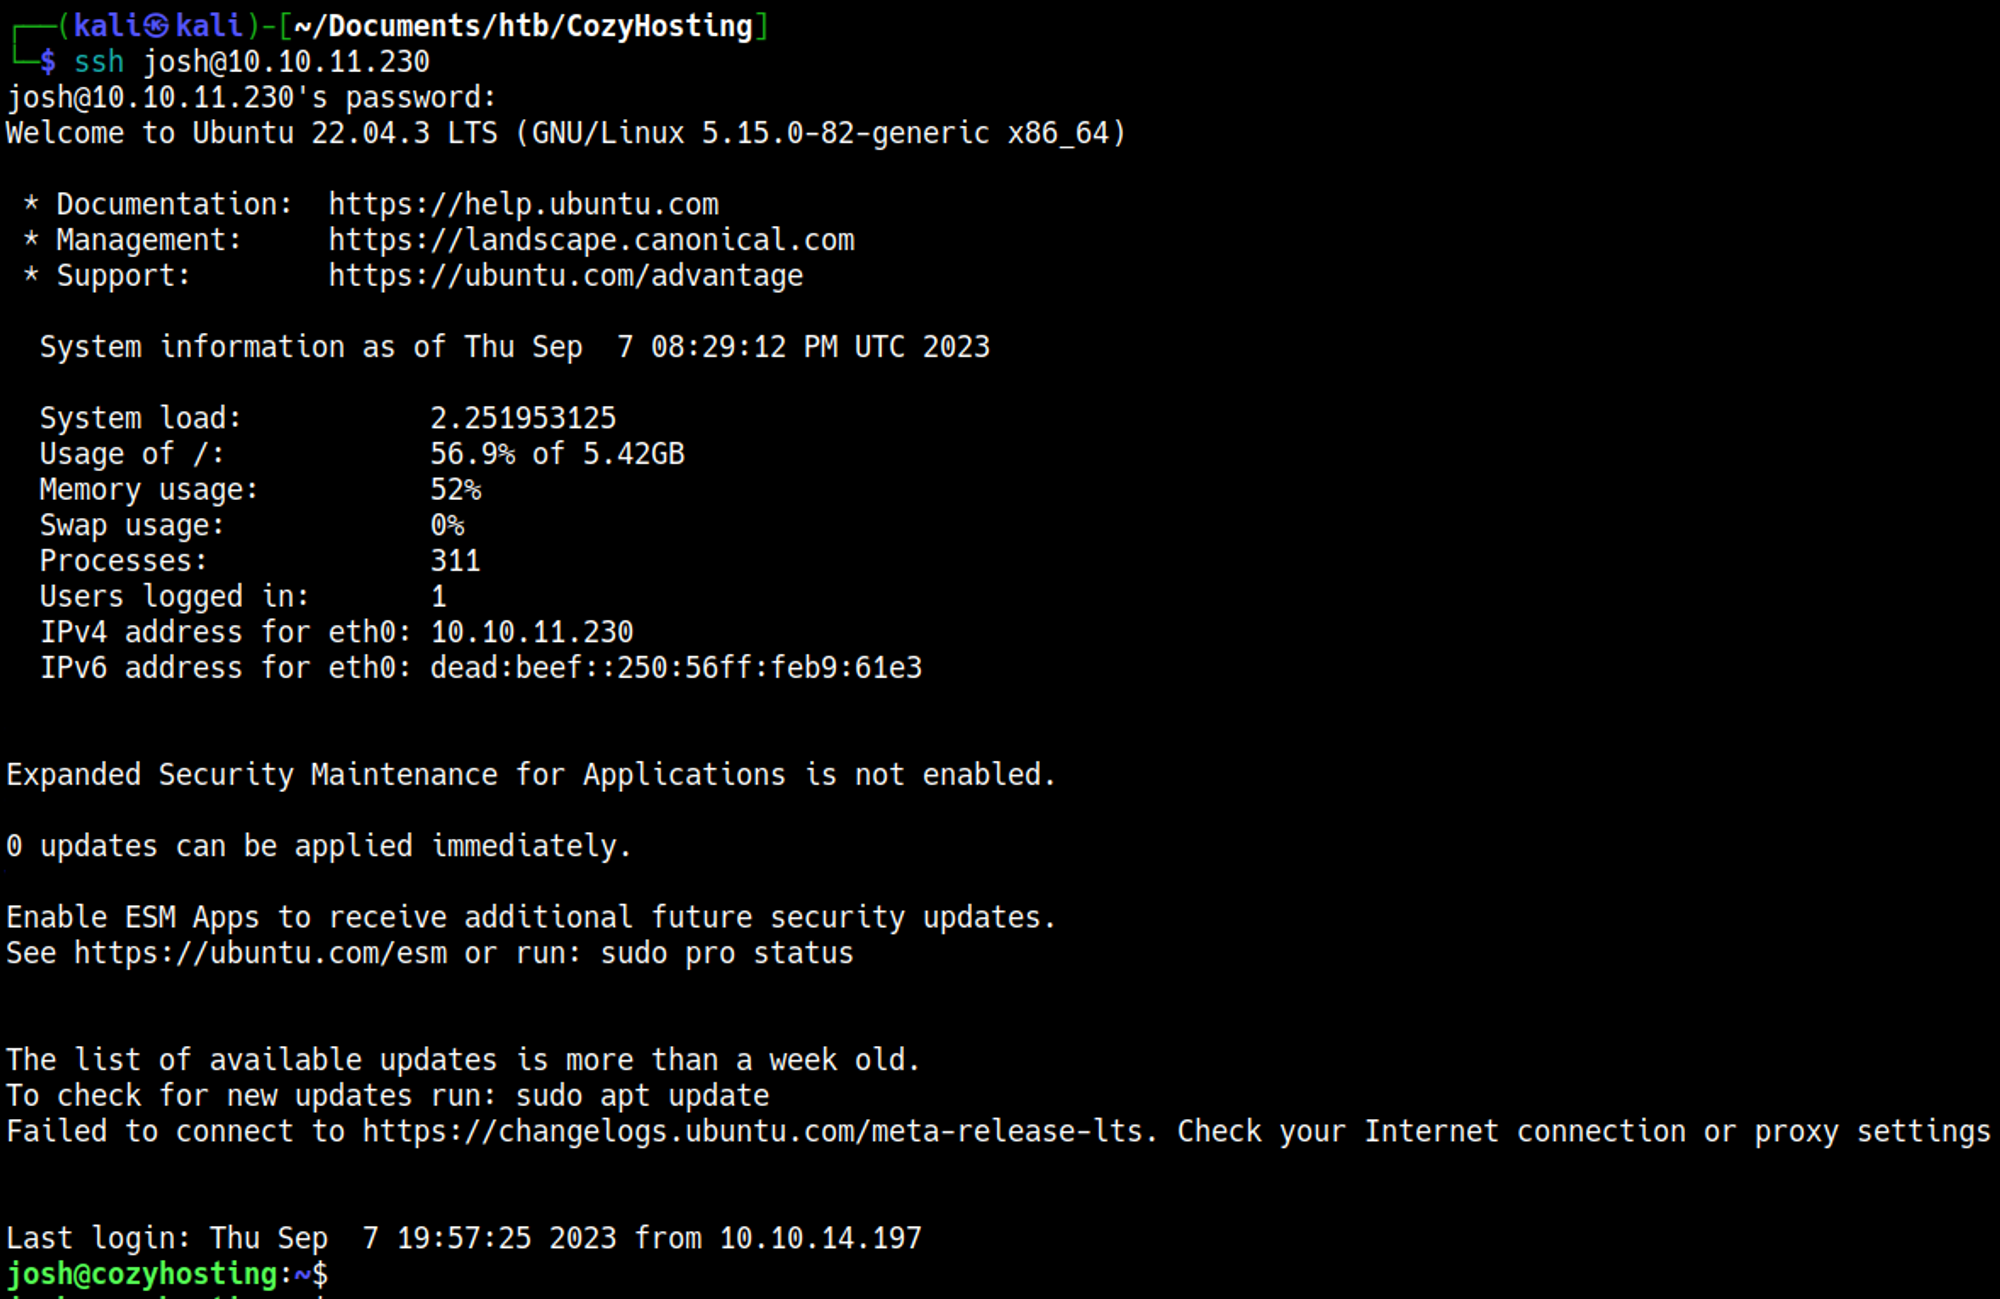 ┌──(kali㉿kali)-[~/Documents/htb/CozyHosting]
└─$ ssh josh@10.10.11.230
josh@10.10.11.230's password:
Welcome to Ubuntu 22.04.3 LTS (GNU/Linux 5.15.0-82-generic x86_64)
 * Documentation:  https://help.ubuntu.com
 * Management:     https://landscape.canonical.com
 * Support:        https://ubuntu.com/advantage
  System information as of Thu Sep  7 08:29:12 PM UTC 2023
  System load:           2.251953125
  Usage of /:            56.9% of 5.42GB
  Memory usage:          52%
  Swap usage:            0%
  Processes:             311
  Users logged in:       1
  IPv4 address for eth0: 10.10.11.230
  IPv6 address for eth0: dead:beef::250:56ff:feb9:61e3
Expanded Security Maintenance for Applications is not enabled.
0 updates can be applied immediately.
Enable ESM Apps to receive additional future security updates.
See https://ubuntu.com/esm or run: sudo pro status
The list of available updates is more than a week old.
To check for new updates run: sudo apt update
Failed to connect to https://changelogs.ubuntu.com/meta-release-lts. Check your Internet connection or proxy settings
Last login: Thu Sep  7 19:57:25 2023 from 10.10.14.197
josh@cozyhosting:~$